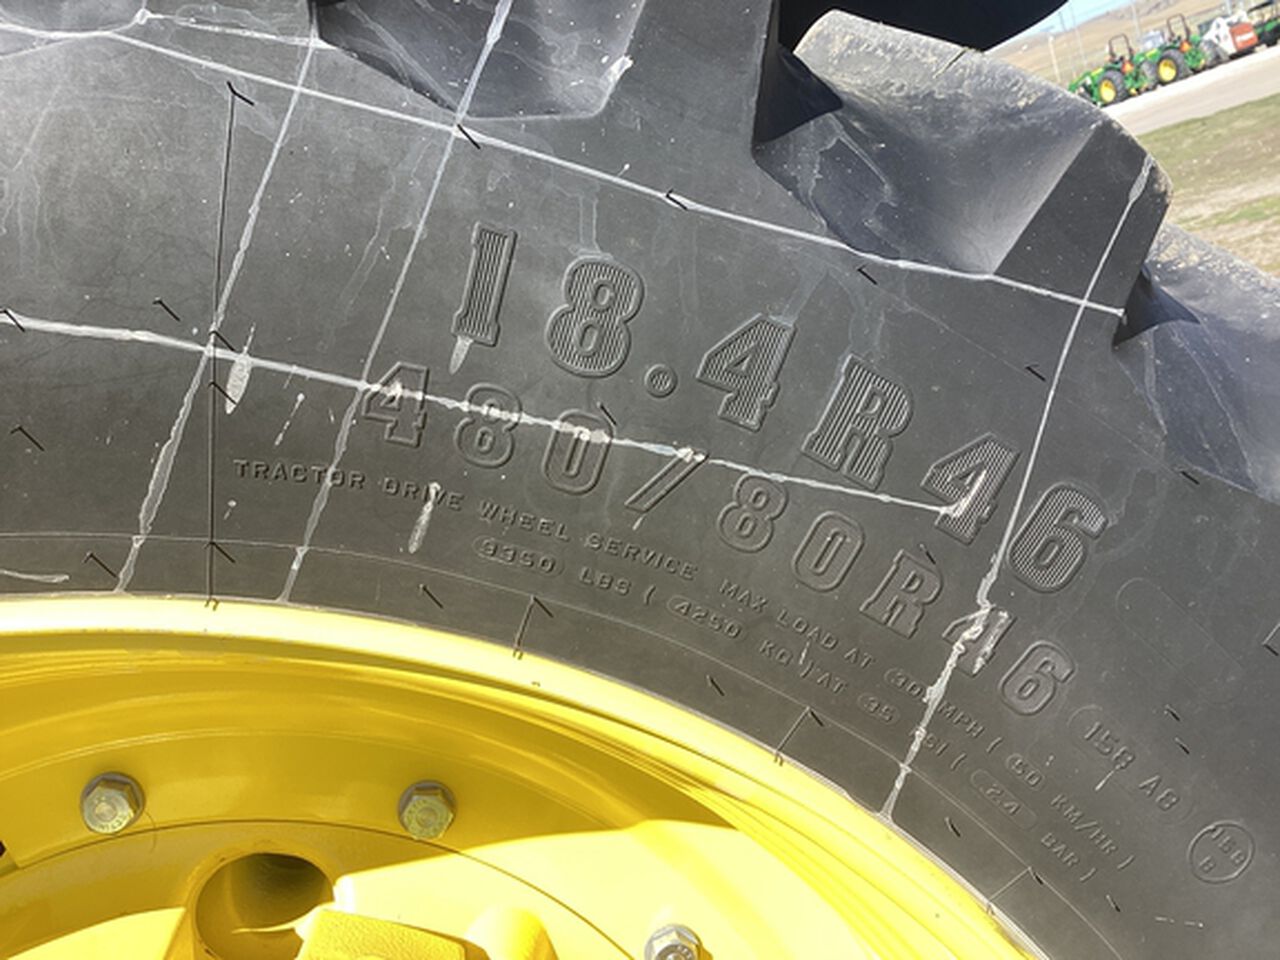 18.4R46
480/80R46 158 A8 158 B
TRACTOR DRIVE WHEEL SERVICE MAX LOAD AT 30 MPH ( 50 KM/HR )
9350 LBS ( 4250 KG ) AT 35 PSI ( 2.4 BAR )